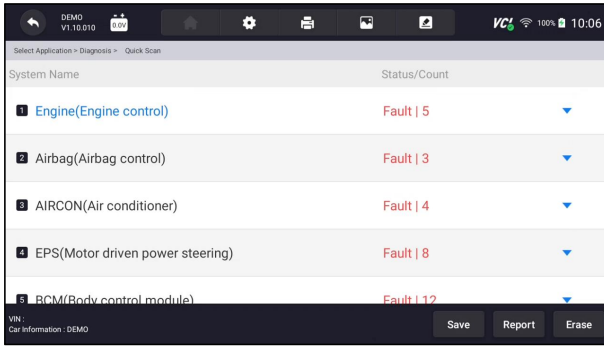 DEMO
V1.10.010
0.0V
VCI
100%
10:06
Select Application > Diagnosis > Quick Scan
System Name Status/Count
1 Engine(Engine control) Fault | 5
2 Airbag(Airbag control) Fault | 3
3 AIRCON(Air conditioner) Fault | 4
4 EPS(Motor driven power steering) Fault | 8
5 BCM(Body control module) Fault | 12
VIN :
Car Information : DEMO
Save Report Erase